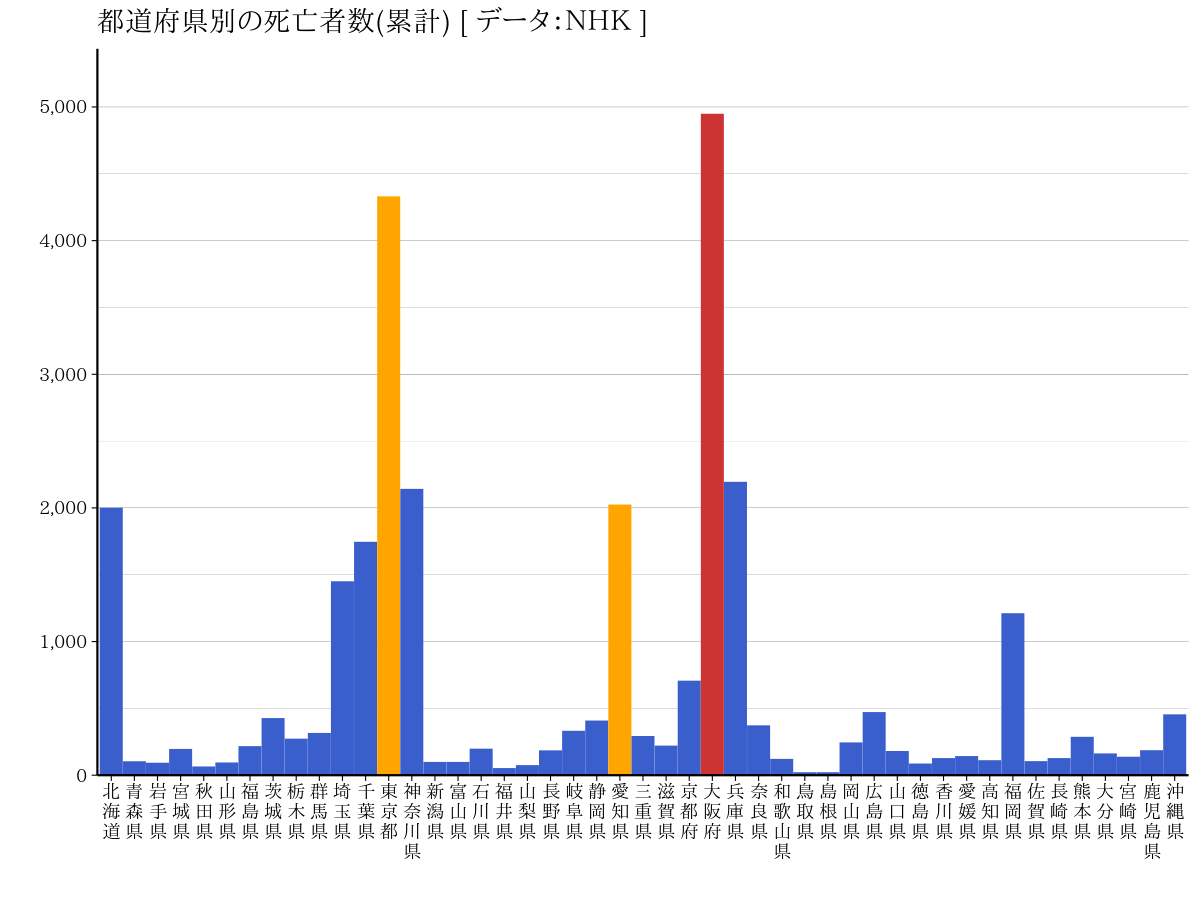 都道府県別の死亡者数(累計) [ データ:NHK ]
5,000
4,000
3,000
2,000
1,000
0
北海道
青森県
岩手県
宮城県
秋田県
山形県
福島県
茨城県
栃木県
群馬県
埼玉県
千葉県
東京都
神奈川県
新潟県
富山県
石川県
福井県
山梨県
長野県
岐阜県
静岡県
愛知県
三重県
滋賀県
京都府
大阪府
兵庫県
奈良県
和歌山県
鳥取県
島根県
岡山県
広島県
山口県
徳島県
香川県
愛媛県
高知県
福岡県
佐賀県
長崎県
熊本県
大分県
宮崎県
鹿児島県
沖縄県